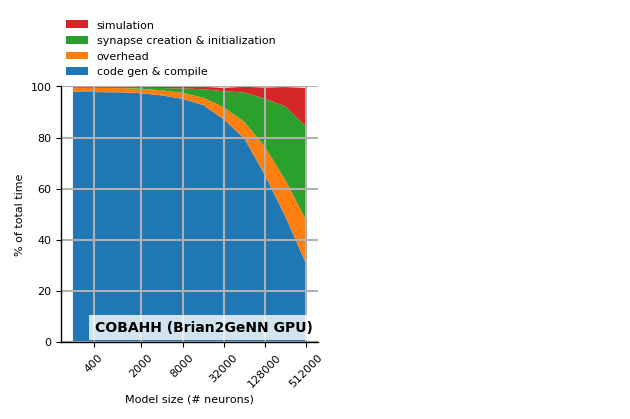 simulation
synapse creation & initialization
overhead
code gen & compile
100
80
60
40
20
0
% of total time
COBAHH (Brian2GeNN GPU)
400
2000
8000
32000
128000
512000
Model size (# neurons)